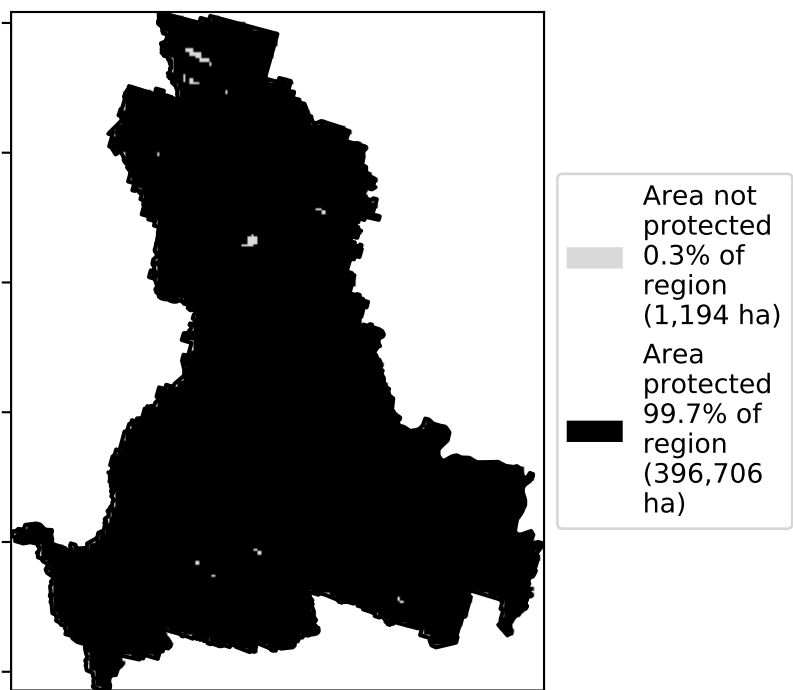 Area not
protected
0.3% of
region
(1,194 ha)
Area
protected
99.7% of
region
(396,706
ha)